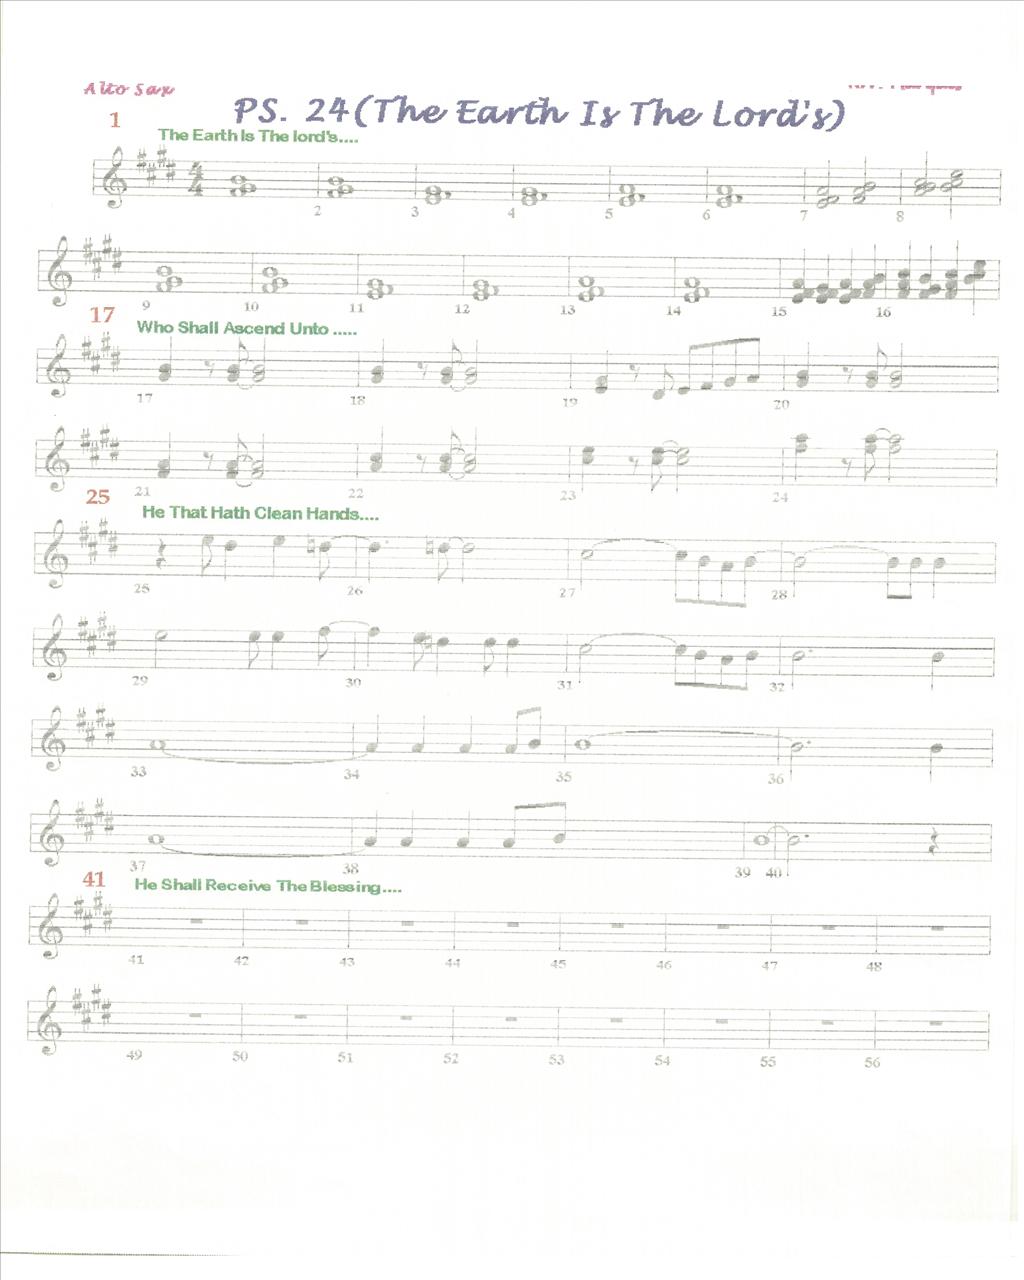 Alto Sax
PS. 24(The Earth Is The Lord's)
1
The Earth Is The lord's....
4
4
2 3 4 5 6 7 8
9 10 11 12 13 14 15 16
17
Who Shall Ascend Unto .....
17 18 19 20
21 22 23 24
25
He That Hath Clean Hands....
25 26 27 28
29 30 31 32
33 34 35 36
37 38 39 40
41
He Shall Receive The Blessing....
41 42 43 44 45 46 47 48
49 50 51 52 53 54 55 56